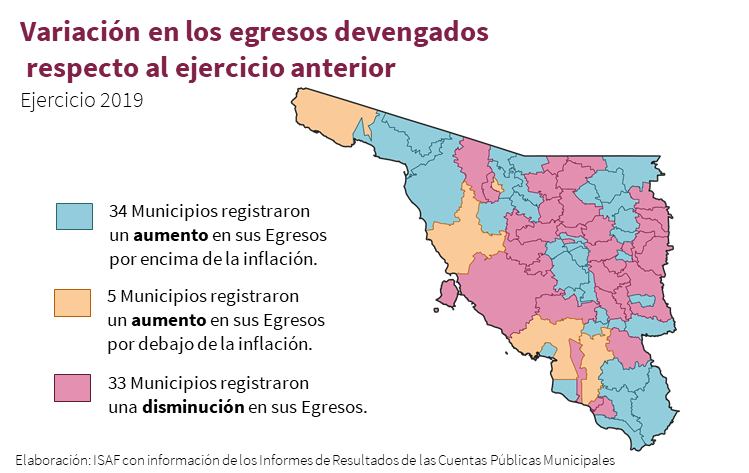 Variación en los egresos devengados
respecto al ejercicio anterior
Ejercicio 2019
34 Municipios registraron
un aumento en sus Egresos
por encima de la inflación.
5 Municipios registraron
un aumento en sus Egresos
por debajo de la inflación.
33 Municipios registraron
una disminución en sus Egresos.
Elaboración: ISAF con información de los Informes de Resultados de las Cuentas Públicas Municipales